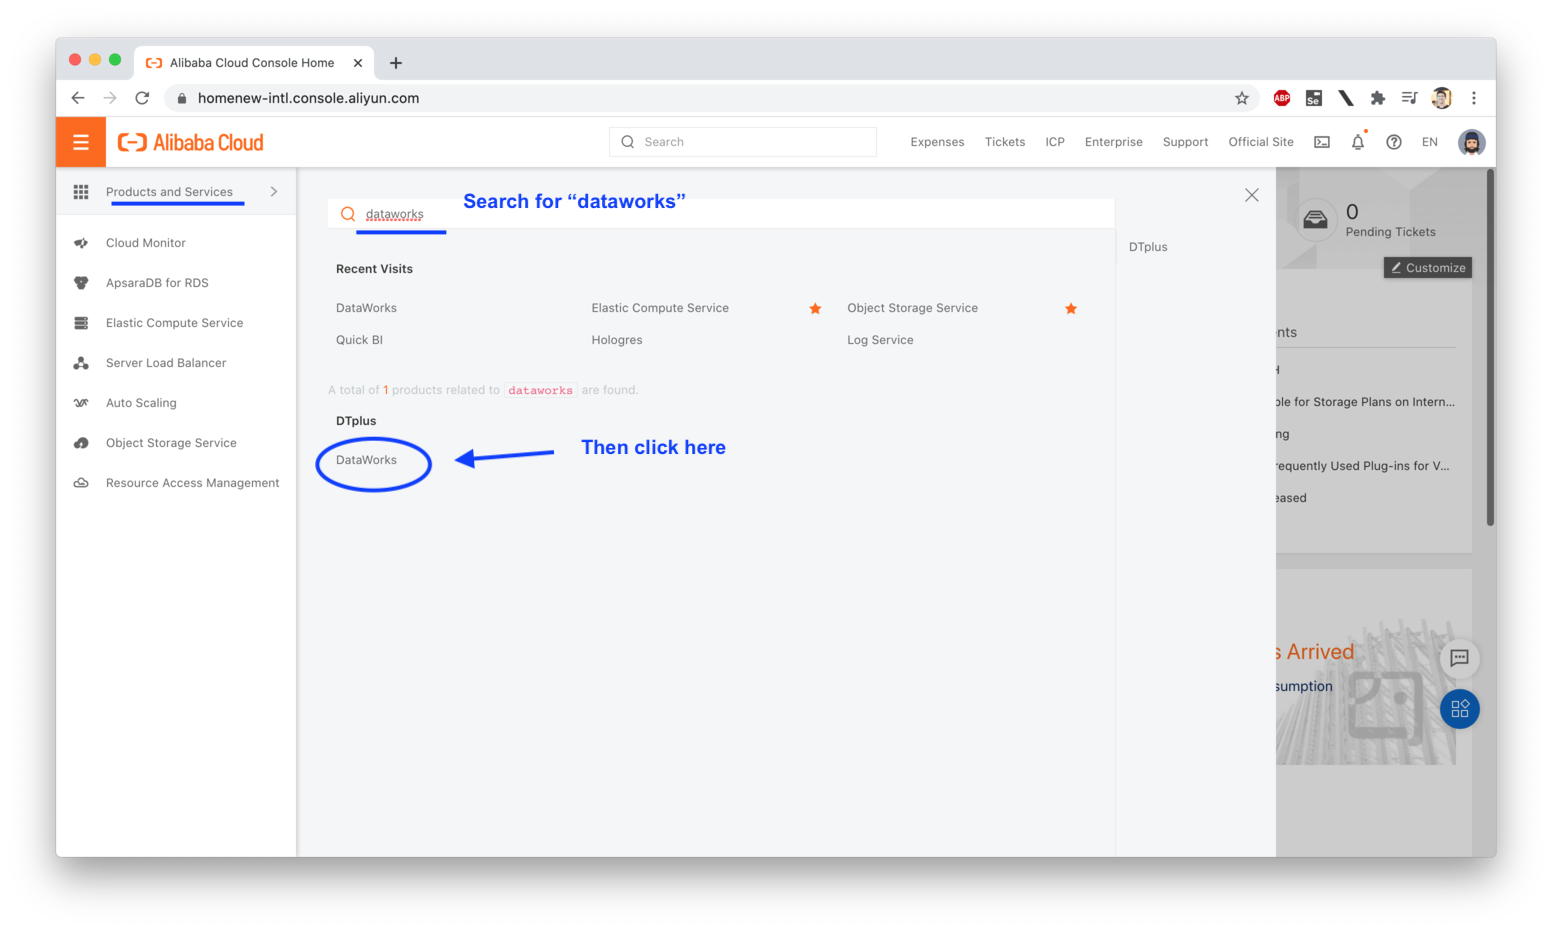 Alibaba Cloud Console Home
homenew-intl.console.aliyun.com
ABP
Se
Alibaba Cloud
Search
Expenses
Tickets
ICP
Enterprise
Support
Official Site
EN
Products and Services
Cloud Monitor
ApsaraDB for RDS
Elastic Compute Service
Server Load Balancer
Auto Scaling
Object Storage Service
Resource Access Management
dataworks
Search for “dataworks”
Recent Visits
DataWorks
Elastic Compute Service
Object Storage Service
Quick BI
Hologres
Log Service
A total of 1 products related to dataworks are found.
DTplus
DataWorks
Then click here
DTplus
0
Pending Tickets
Customize
nts
ble for Storage Plans on Intern...
ng
requently Used Plug-ins for V...
eased
s Arrived
sumption